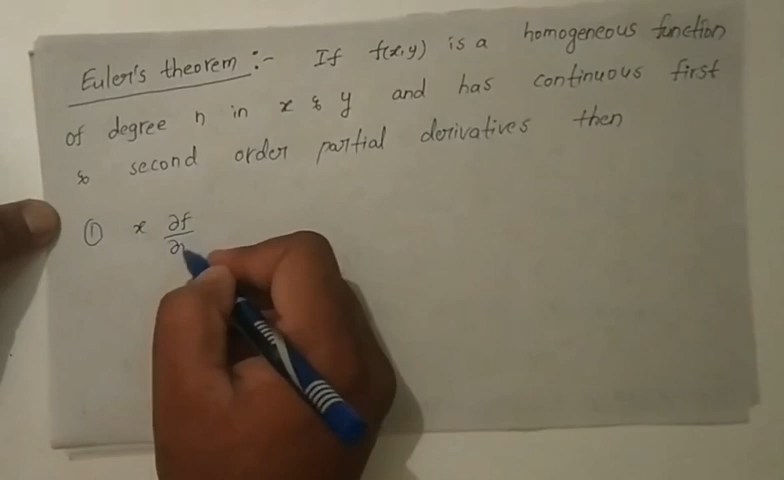 Euler's theorem :- If f(x,y) is a homogeneous function
of degree n in x & y and has continuous first
& second order partial derivatives then
① x ∂f/∂x